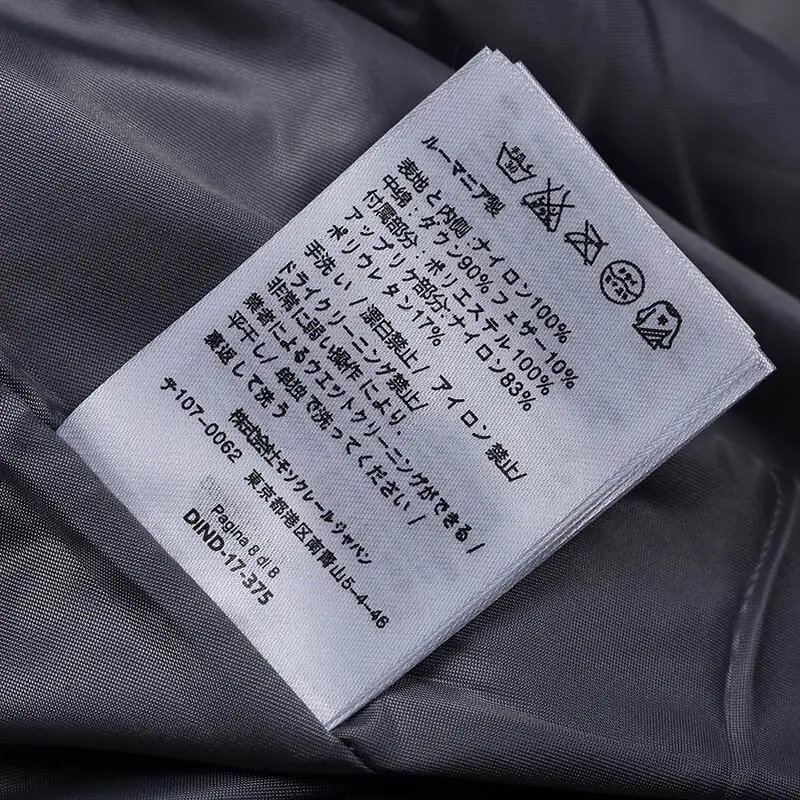 ルーマニア製
表地と内側:ナイロン100%
中綿:ダウン90%フェザー10%
付属部分:ポリエステル100%
アップリケ部分:ナイロン83%
ポリウレタン17%
手洗い/漂白禁止/アイロン禁止/
ドライクリーニング禁止/
非常に弱い操作により、
業者によるウエットクリーニングができる/
平干し/単独で洗ってください/
裏返して洗う
株式会社モンクレール ジャパン
〒107-0062 東京都港区南青山5-4-46
Pagina 8 di 8
DIND-17-375